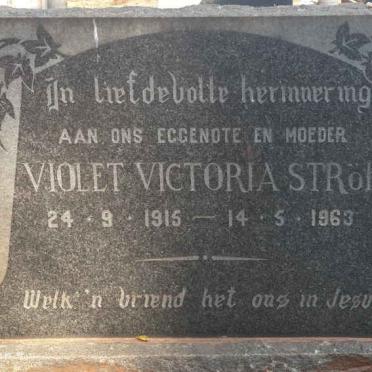 In liefdevolle herinnering
AAN ONS EGGENOTE EN MOEDER
VIOLET VICTORIA
24 · 9 · 1915 — 14 · 5 · 1963
Welk 'n vriend het ons in